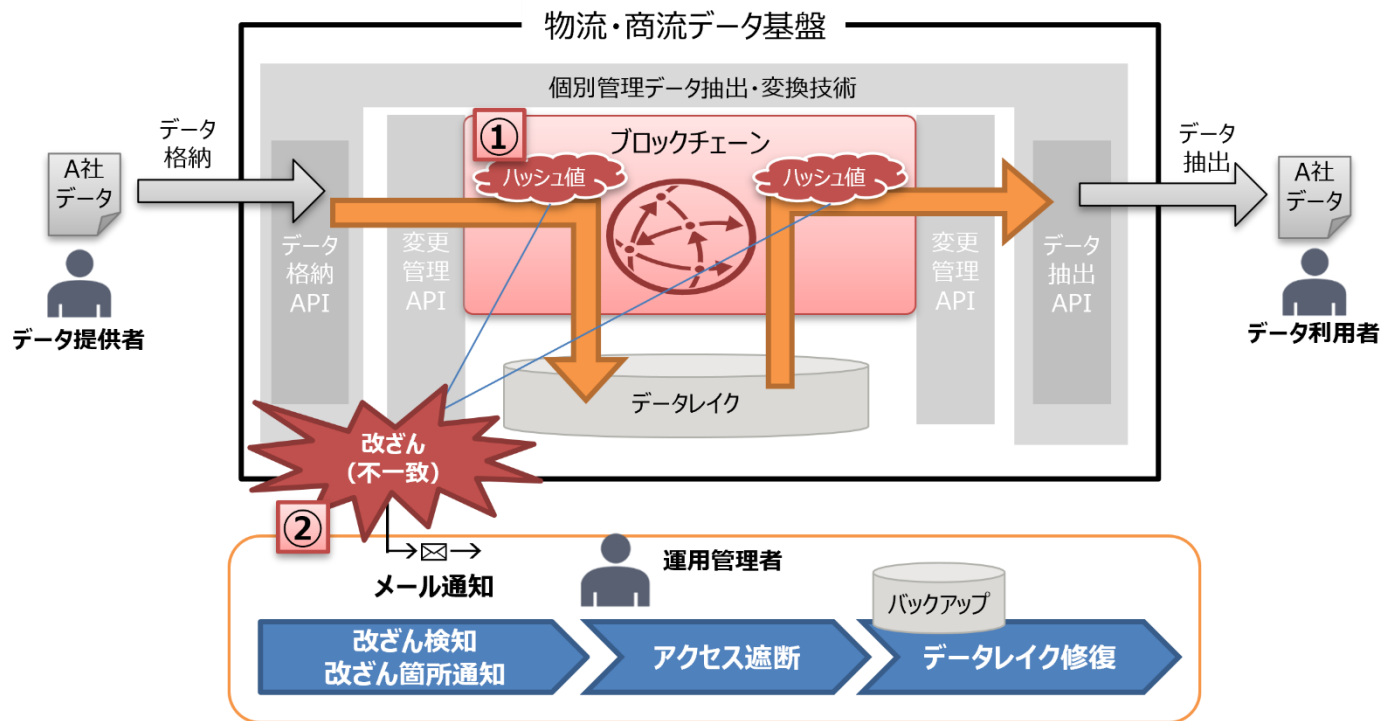 物流・商流データ基盤
個別管理データ抽出・変換技術
データ
格納
A社
データ
データ提供者
データ
格納
API
変更
管理
API
①
ブロックチェーン
ハッシュ値
ハッシュ値
データレイク
変更
管理
API
データ
抽出
API
データ
抽出
A社
データ
データ利用者
改ざん
(不一致)
②
メール通知
運用管理者
バックアップ
改ざん検知
改ざん箇所通知
アクセス遮断
データレイク修復